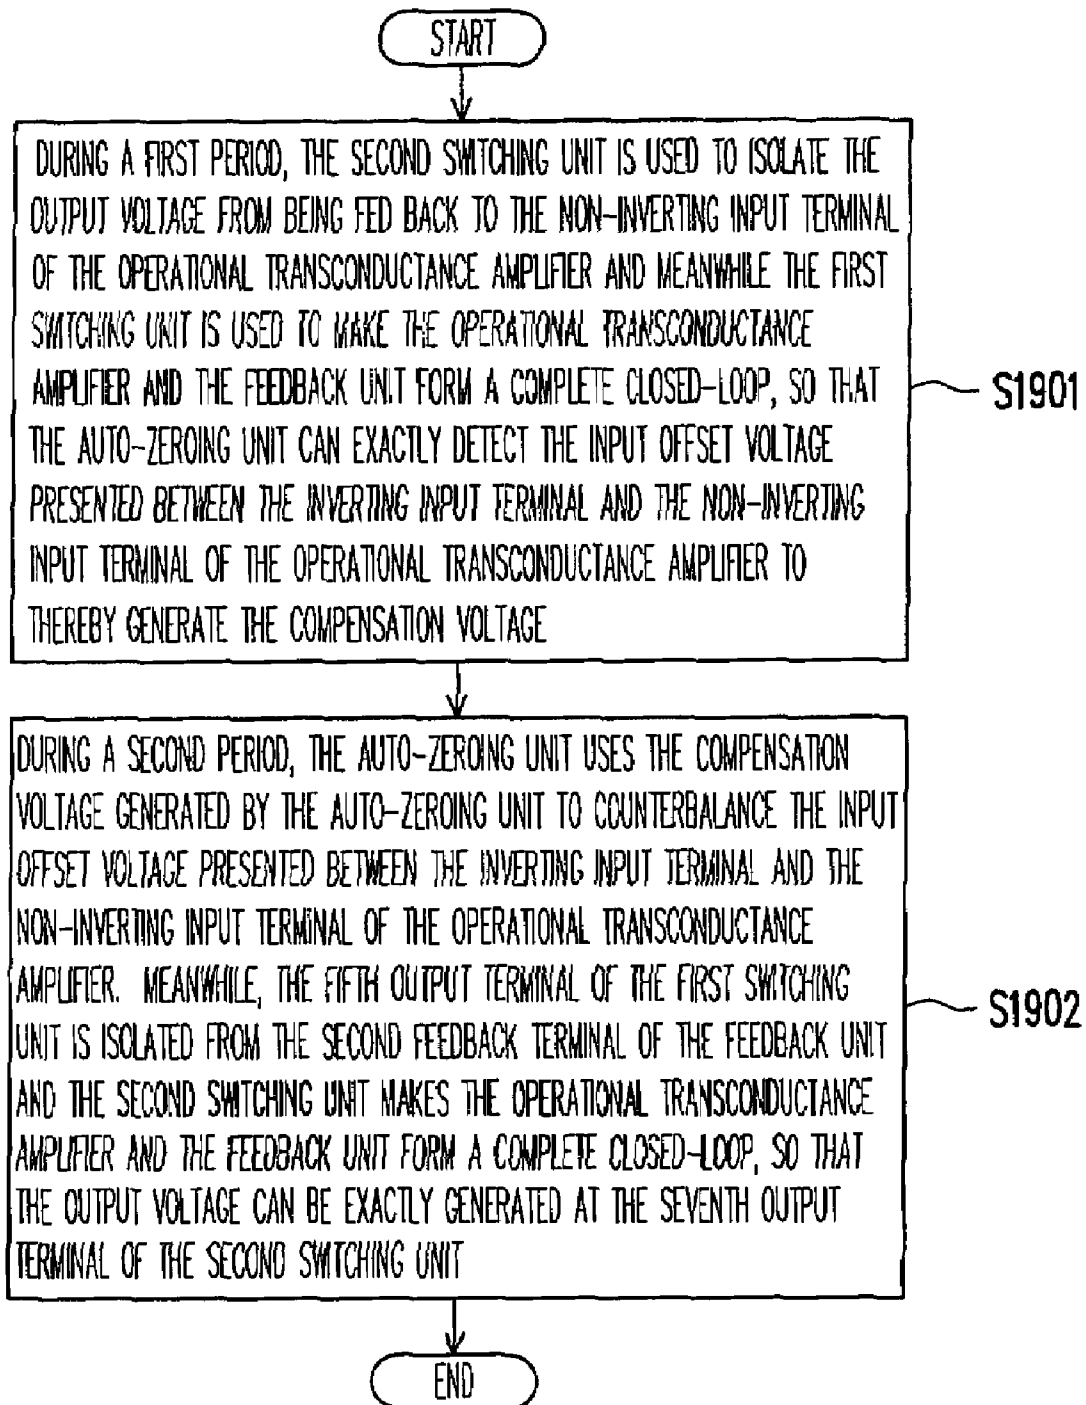 START
DURING A FIRST PERIOD, THE SECOND SWITCHING UNIT IS USED TO ISOLATE THE
OUTPUT VOLTAGE FROM BEING FED BACK TO THE NON-INVERTING INPUT TERMINAL
OF THE OPERATIONAL TRANSCONDUCTANCE AMPLIFIER AND MEANWHILE THE FIRST
SWITCHING UNIT IS USED TO MAKE THE OPERATIONAL TRANSCONDUCTANCE
AMPLIFIER AND THE FEEDBACK UNIT FORM A COMPLETE CLOSED-LOOP, SO THAT
THE AUTO-ZEROING UNIT CAN EXACTLY DETECT THE INPUT OFFSET VOLTAGE
PRESENTED BETWEEN THE INVERTING INPUT TERMINAL AND THE NON-INVERTING
INPUT TERMINAL OF THE OPERATIONAL TRANSCONDUCTANCE AMPLIFIER TO
THEREBY GENERATE THE COMPENSATION VOLTAGE
S1901
DURING A SECOND PERIOD, THE AUTO-ZEROING UNIT USES THE COMPENSATION
VOLTAGE GENERATED BY THE AUTO-ZEROING UNIT TO COUNTERBALANCE THE INPUT
OFFSET VOLTAGE PRESENTED BETWEEN THE INVERTING INPUT TERMINAL AND THE
NON-INVERTING INPUT TERMINAL OF THE OPERATIONAL TRANSCONDUCTANCE
AMPLIFIER. MEANWHILE, THE FIFTH OUTPUT TERMINAL OF THE FIRST SWITCHING
UNIT IS ISOLATED FROM THE SECOND FEEDBACK TERMINAL OF THE FEEDBACK UNIT
AND THE SECOND SWITCHING UNIT MAKES THE OPERATIONAL TRANSCONDUCTANCE
AMPLIFIER AND THE FEEDBACK UNIT FORM A COMPLETE CLOSED-LOOP, SO THAT
THE OUTPUT VOLTAGE CAN BE EXACTLY GENERATED AT THE SEVENTH OUTPUT
TERMINAL OF THE SECOND SWITCHING UNIT
S1902
END